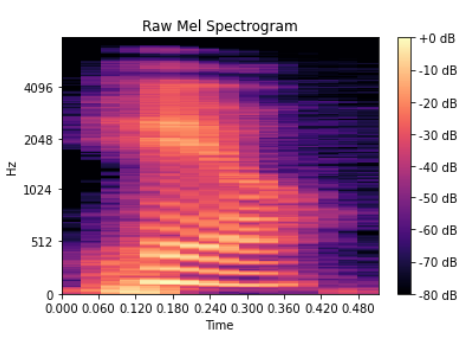 Raw Mel Spectrogram
Hz
4096
2048
1024
512
0
0.000 0.060 0.120 0.180 0.240 0.300 0.360 0.420 0.480
Time
+0 dB
-10 dB
-20 dB
-30 dB
-40 dB
-50 dB
-60 dB
-70 dB
-80 dB